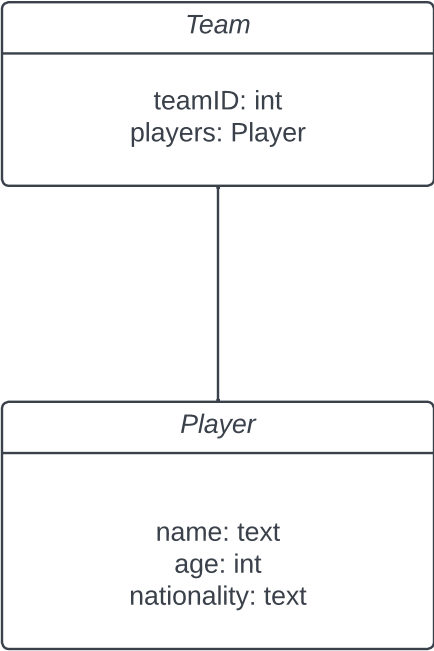 Team
teamID: int
players: Player
Player
name: text
age: int
nationality: text